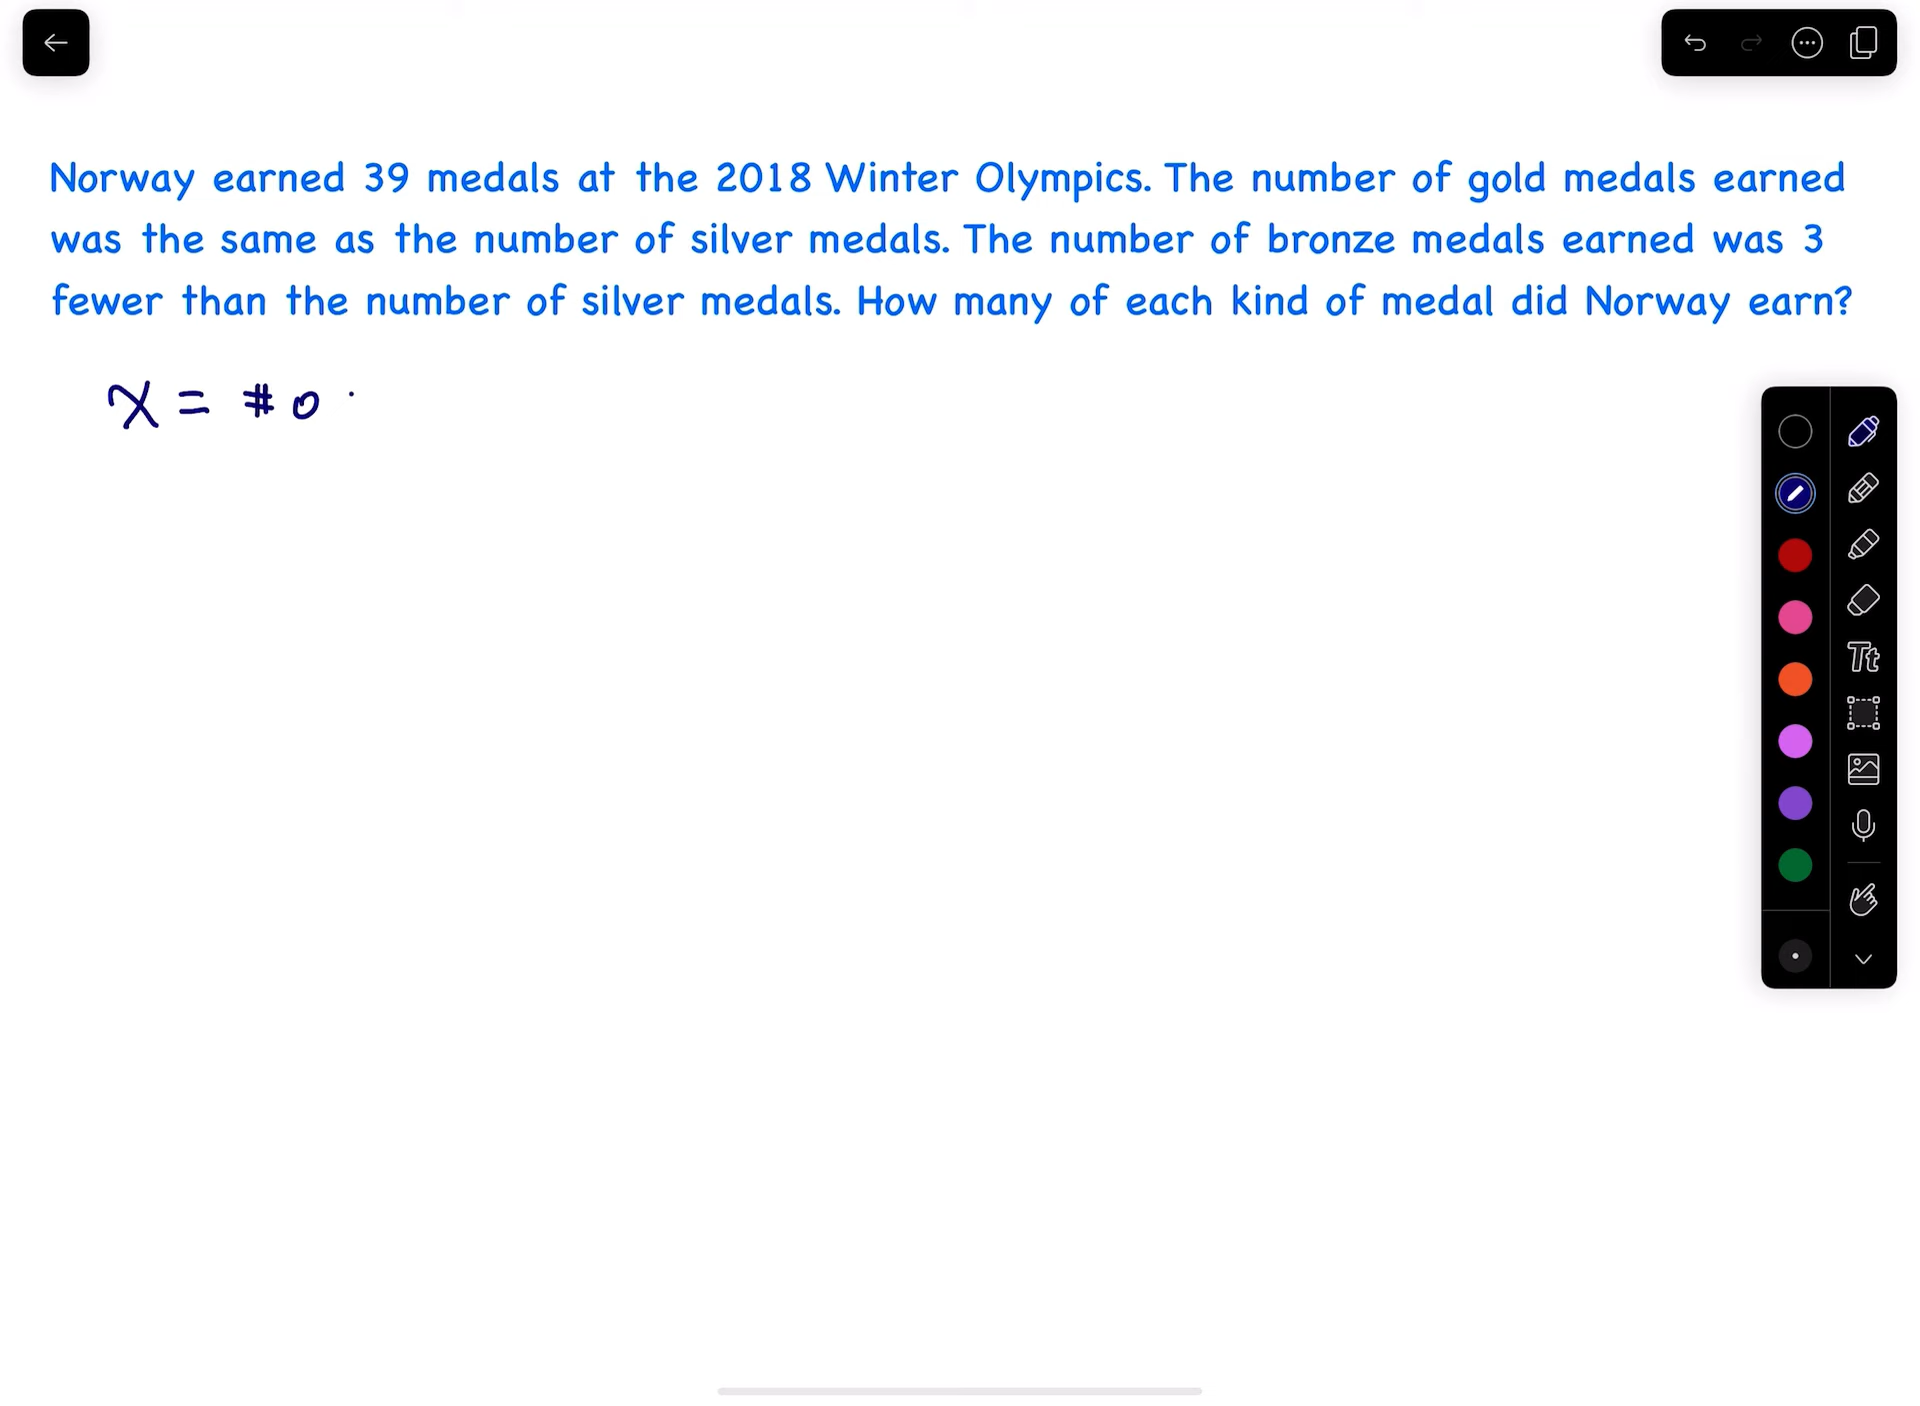 Norway earned 39 medals at the 2018 Winter Olympics. The number of gold medals earned
was the same as the number of silver medals. The number of bronze medals earned was 3
fewer than the number of silver medals. How many of each kind of medal did Norway earn?
x = # o
Tt